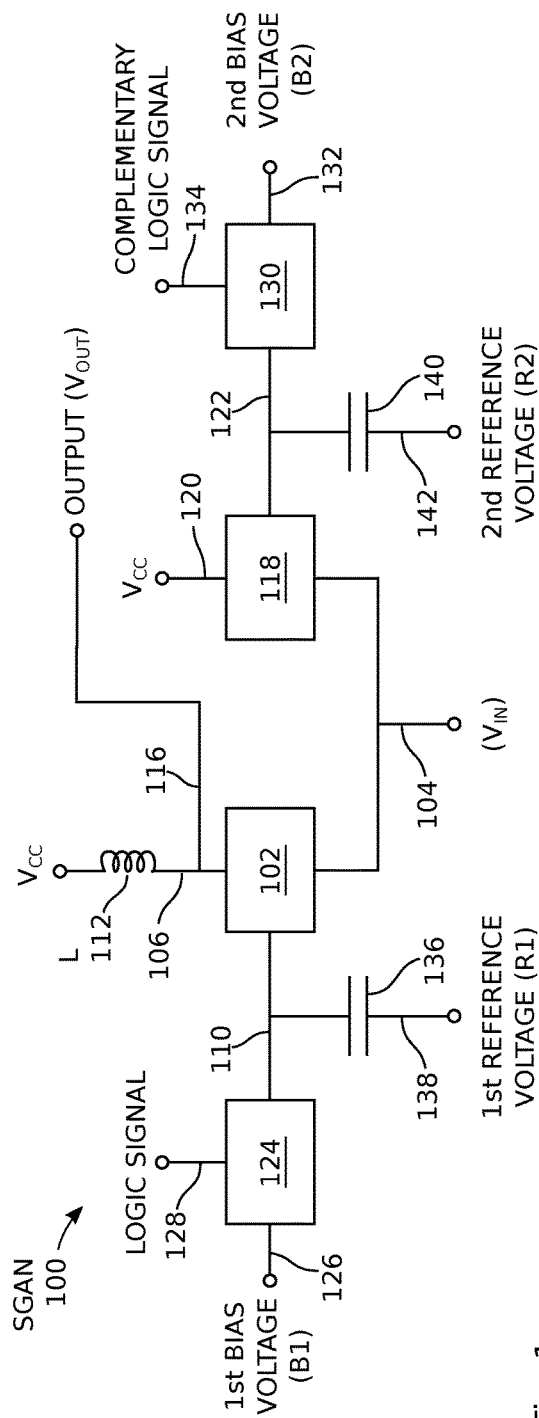 SGAN
100
LOGIC SIGNAL
128
1st BIAS
VOLTAGE
(B1)
126
124
110
136
138
1st REFERENCE
VOLTAGE (R1)
V_CC
L
112
106
116
102
OUTPUT (V_OUT)
104
(V_IN)
V_CC
120
118
122
140
142
2nd REFERENCE
VOLTAGE (R2)
COMPLEMENTARY
LOGIC SIGNAL
134
130
132
2nd BIAS
VOLTAGE
(B2)